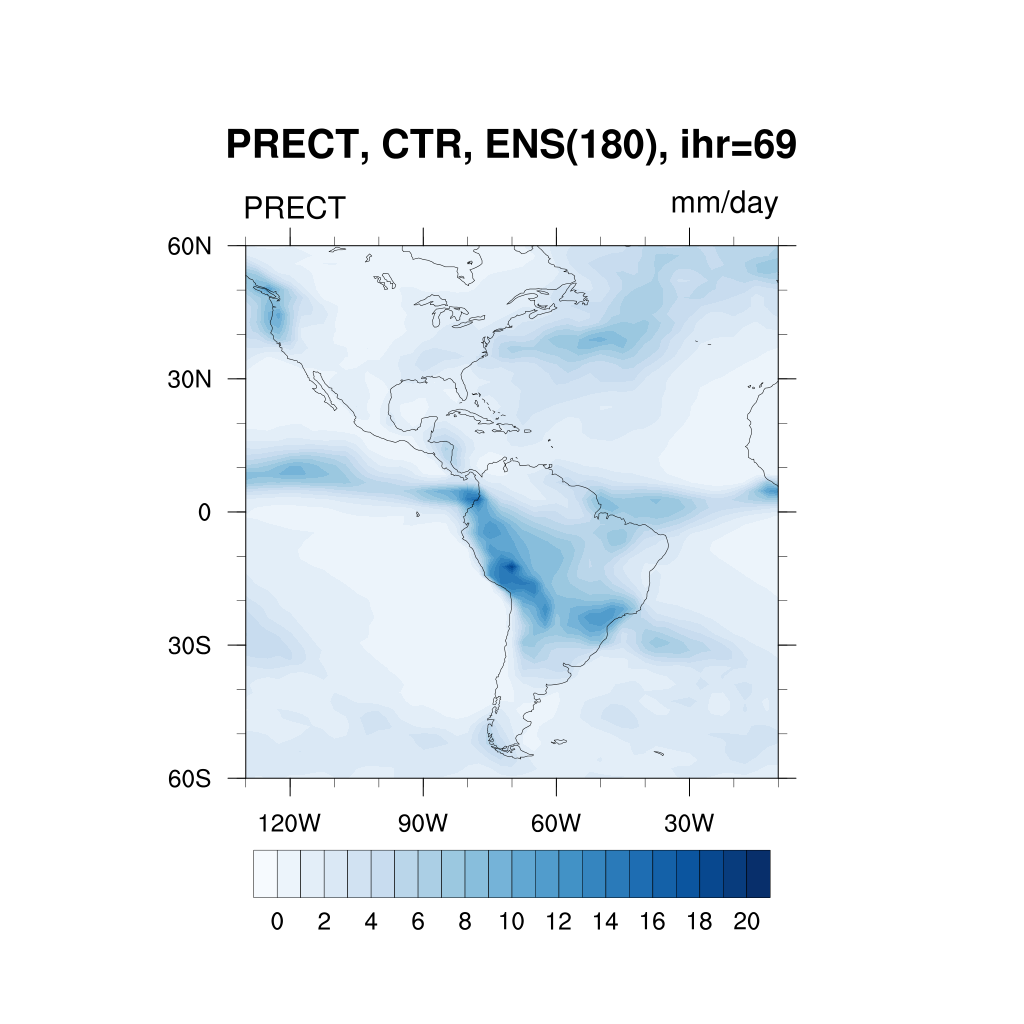 PRECT, CTR, ENS(180), ihr=69
PRECT mm/day
60N
30N
0
30S
60S
120W 90W 60W 30W
0 2 4 6 8 10 12 14 16 18 20